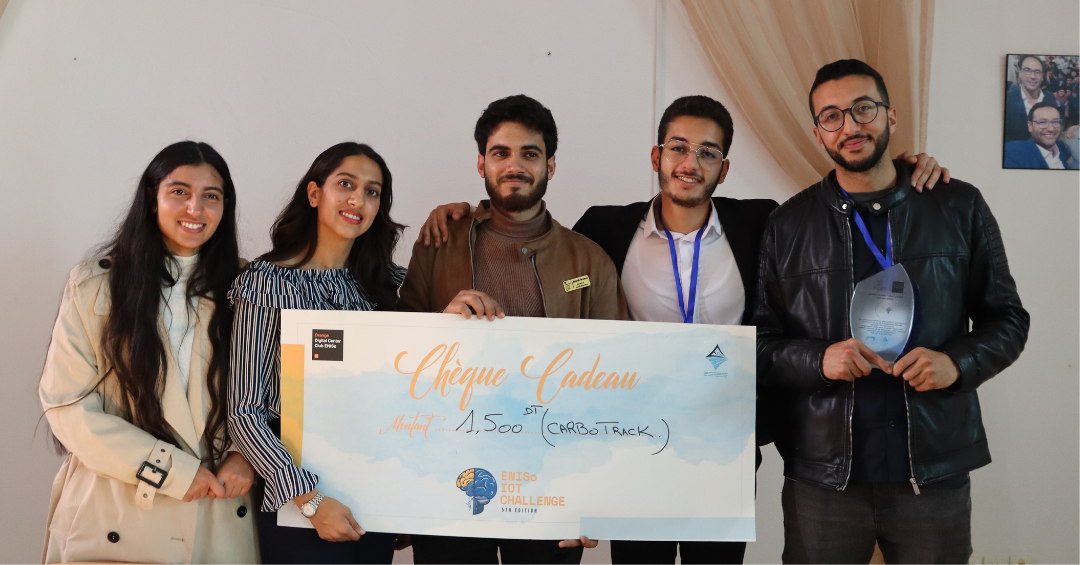 Orange
Digital Center
Club ENISo
Chèque Cadeau
Montant 1,500 DT (CARBOTRACK.)
ENISo
IOT
CHALLENGE
5TH EDITION